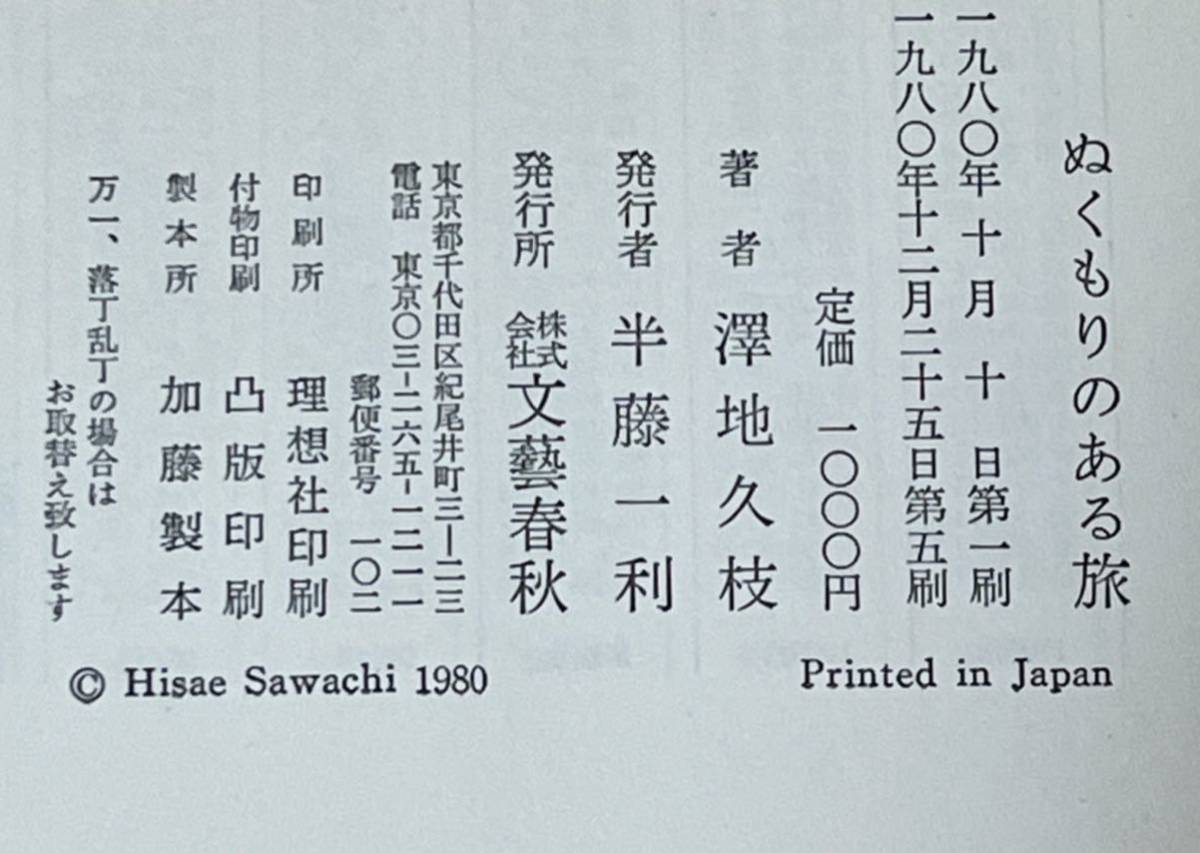 ぬくもりのある旅
一九八〇年 十月 十 日第一刷
一九八〇年十二月二十五日第五刷
定価 一〇〇〇円
著者 澤地久枝
発行者 半藤一利
発行所 株式会社文藝春秋
東京都千代田区紀尾井町三―二三
電話 東京〇三―二六五―一二一一
郵便番号 一〇二
印刷所 理想社印刷
付物印刷 凸版印刷
製本所 加藤製本
万一、落丁乱丁の場合は
お取替え致します
© Hisae Sawachi 1980
Printed in Japan